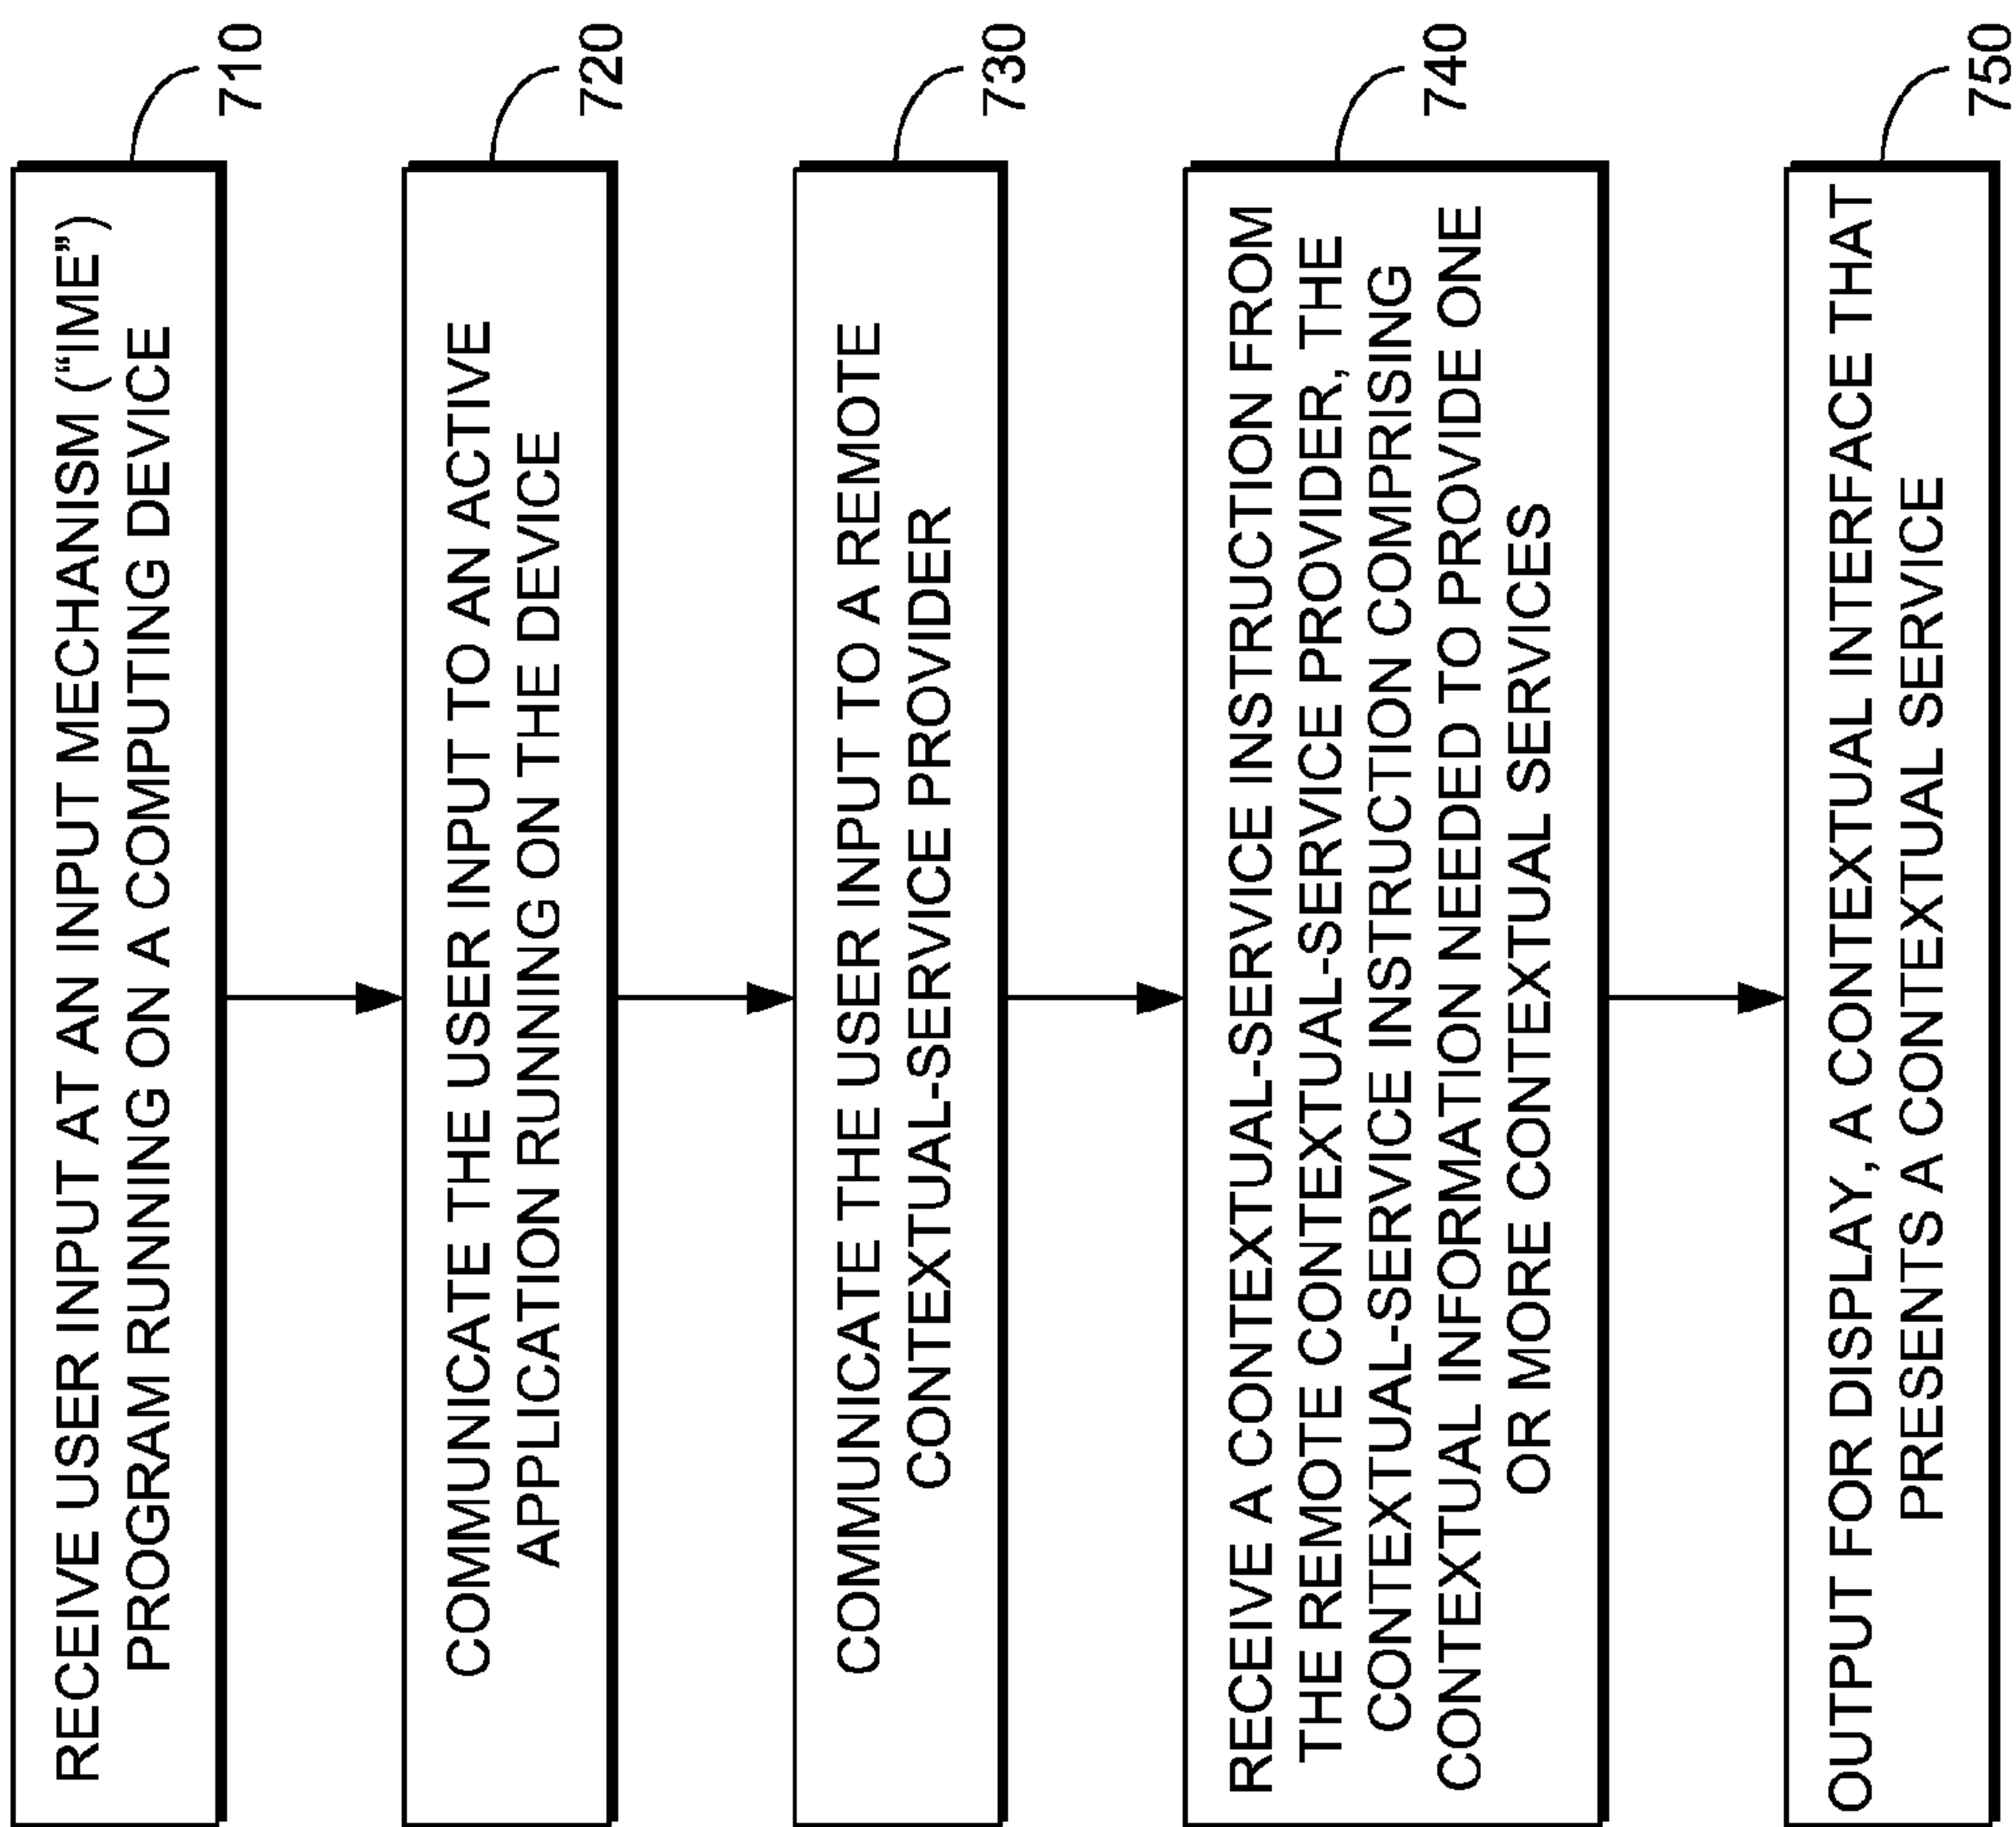 RECEIVE USER INPUT AT AN INPUT MECHANISM (“IME”)
PROGRAM RUNNING ON A COMPUTING DEVICE
710
COMMUNICATE THE USER INPUT TO AN ACTIVE
APPLICATION RUNNING ON THE DEVICE
720
COMMUNICATE THE USER INPUT TO A REMOTE
CONTEXTUAL-SERVICE PROVIDER
730
RECEIVE A CONTEXTUAL-SERVICE INSTRUCTION FROM
THE REMOTE CONTEXTUAL-SERVICE PROVIDER, THE
CONTEXTUAL-SERVICE INSTRUCTION COMPRISING
CONTEXTUAL INFORMATION NEEDED TO PROVIDE ONE
OR MORE CONTEXTUAL SERVICES
740
OUTPUT FOR DISPLAY, A CONTEXTUAL INTERFACE THAT
PRESENTS A CONTEXTUAL SERVICE
750